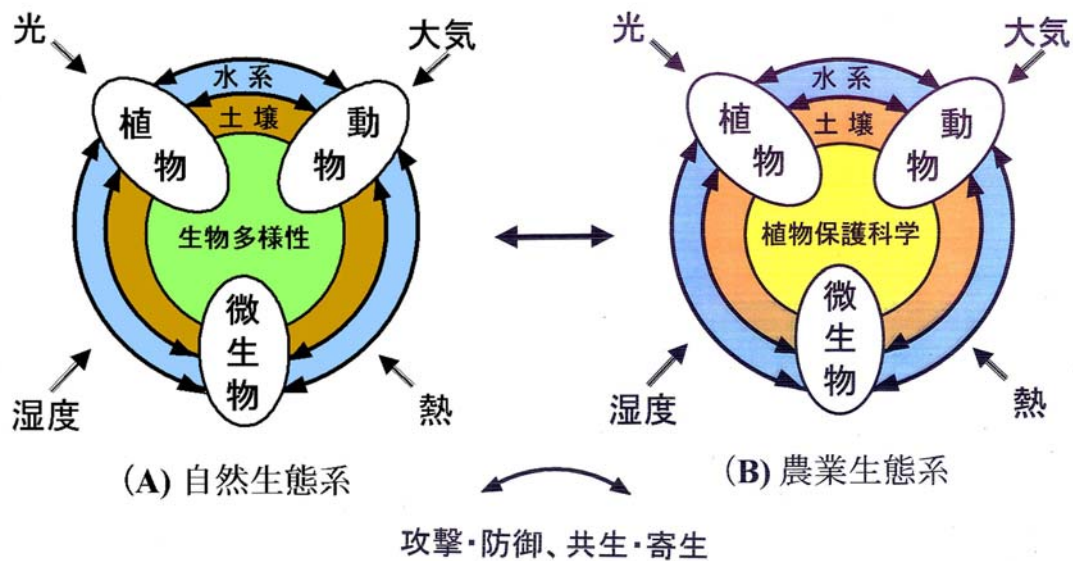 光
大気
水系
土壌
植物
動物
生物多様性
微生物
湿度
熱
(A) 自然生態系
光
大気
水系
土壌
植物
動物
植物保護科学
微生物
湿度
熱
(B) 農業生態系
攻撃・防御、共生・寄生